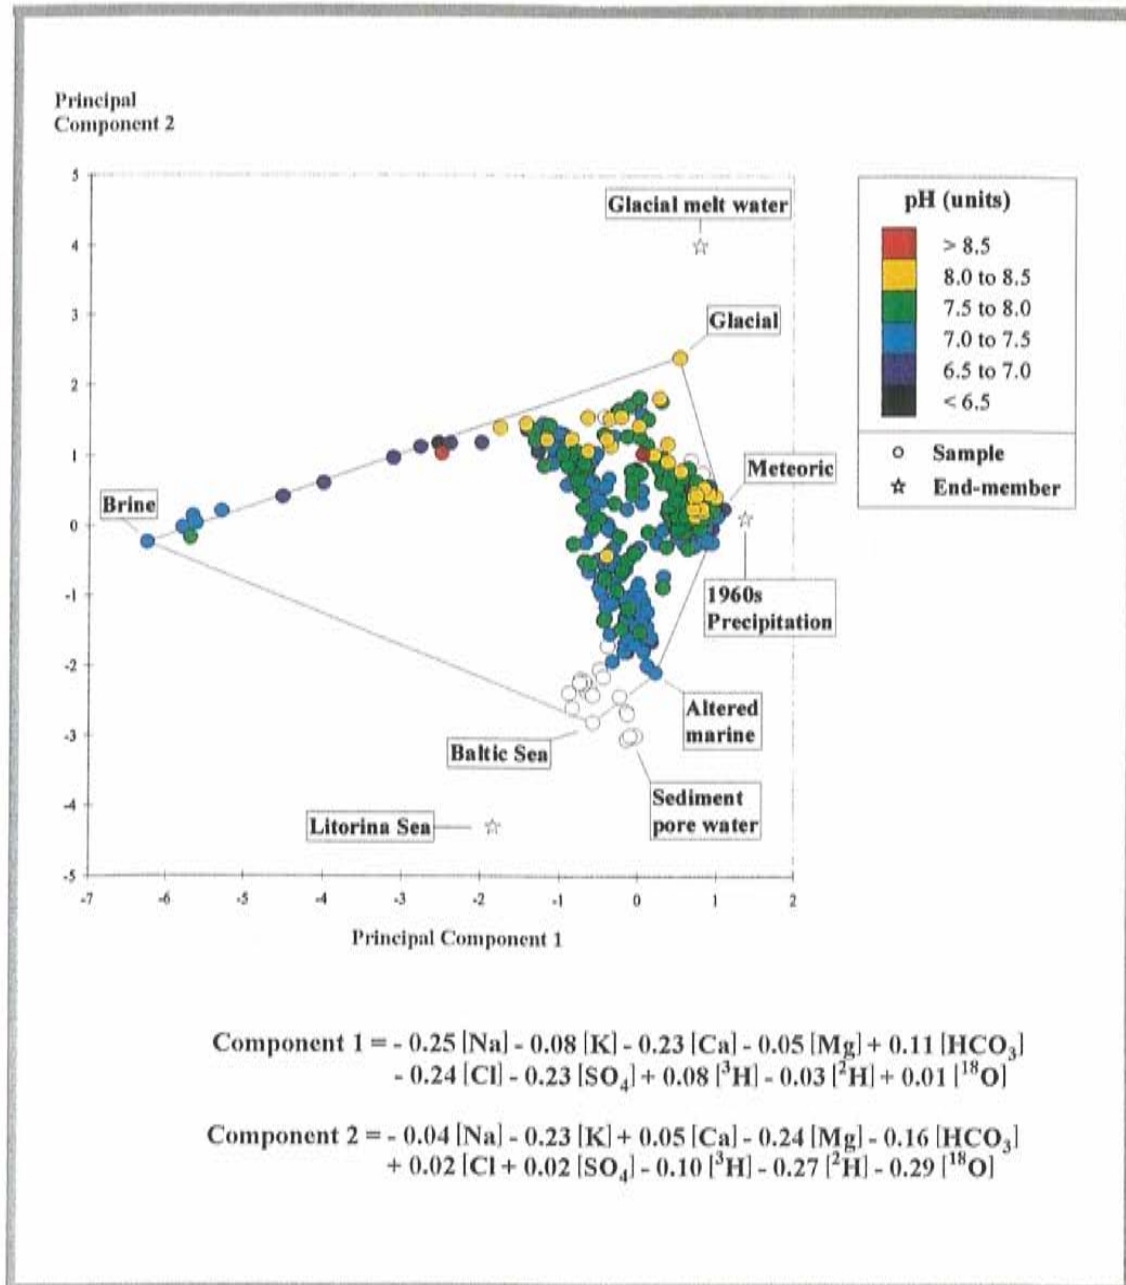 Principal
Component 2
5
4
3
2
1
0
-1
-2
-3
-4
-5
-7
-6
-5
-4
-3
-2
-1
0
1
2
Principal Component 1
Glacial melt water
Glacial
Meteoric
Brine
1960s
Precipitation
Altered
marine
Baltic Sea
Sediment
pore water
Litorina Sea
pH (units)
> 8.5
8.0 to 8.5
7.5 to 8.0
7.0 to 7.5
6.5 to 7.0
< 6.5
Sample
End-member
Component 1 = - 0.25 [Na] - 0.08 [K] - 0.23 [Ca] - 0.05 [Mg] + 0.11 [HCO₃]
- 0.24 [Cl] - 0.23 [SO₄] + 0.08 [³H] - 0.03 [²H] + 0.01 [¹⁸O]
Component 2 = - 0.04 [Na] - 0.23 [K] + 0.05 [Ca] - 0.24 [Mg] - 0.16 [HCO₃]
+ 0.02 [Cl + 0.02 [SO₄] - 0.10 [³H] - 0.27 [²H] - 0.29 [¹⁸O]